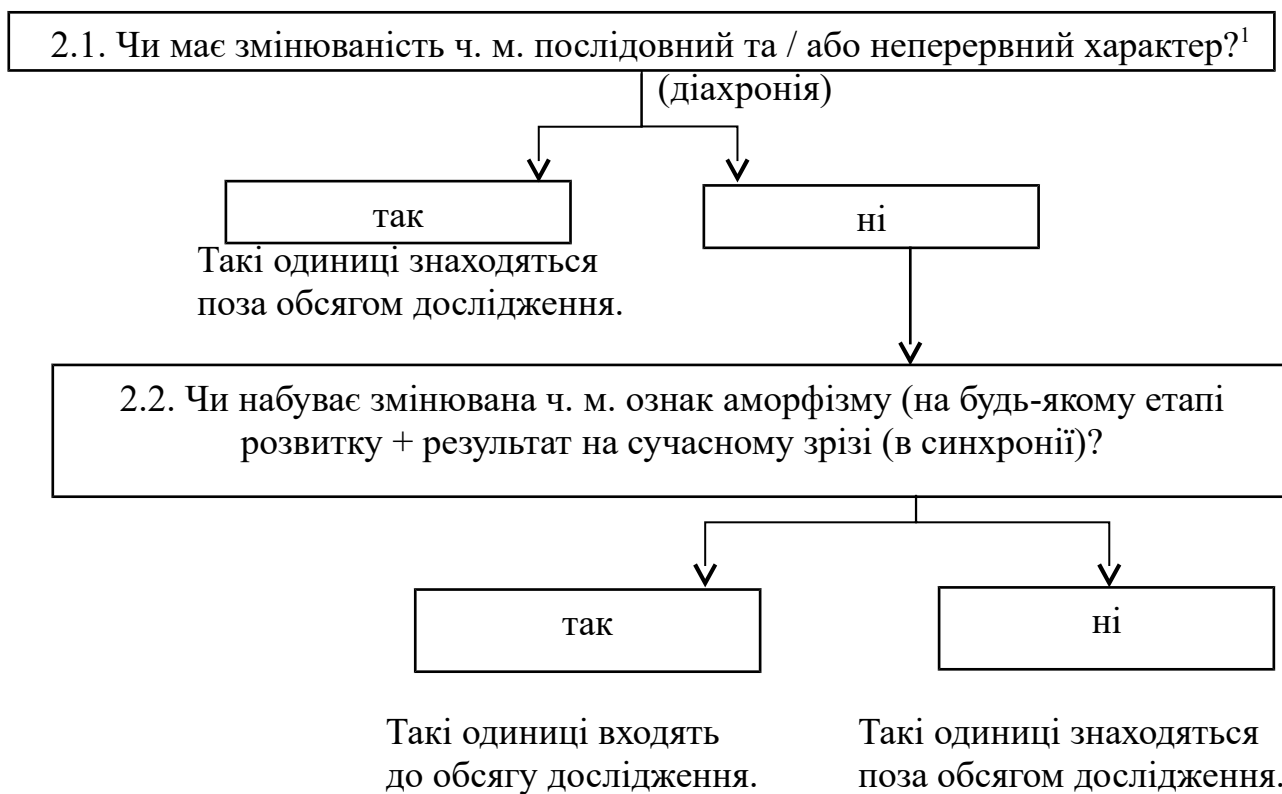 2.1. Чи має змінюваність ч. м. послідовний та / або неперервний характер?¹
(діахронія)
так
ні
Такі одиниці знаходяться
поза обсягом дослідження.
2.2. Чи набуває змінювана ч. м. ознак аморфізму (на будь-якому етапі
розвитку + результат на сучасному зрізі (в синхронії)?
так
ні
Такі одиниці входять
до обсягу дослідження.
Такі одиниці знаходяться
поза обсягом дослідження.